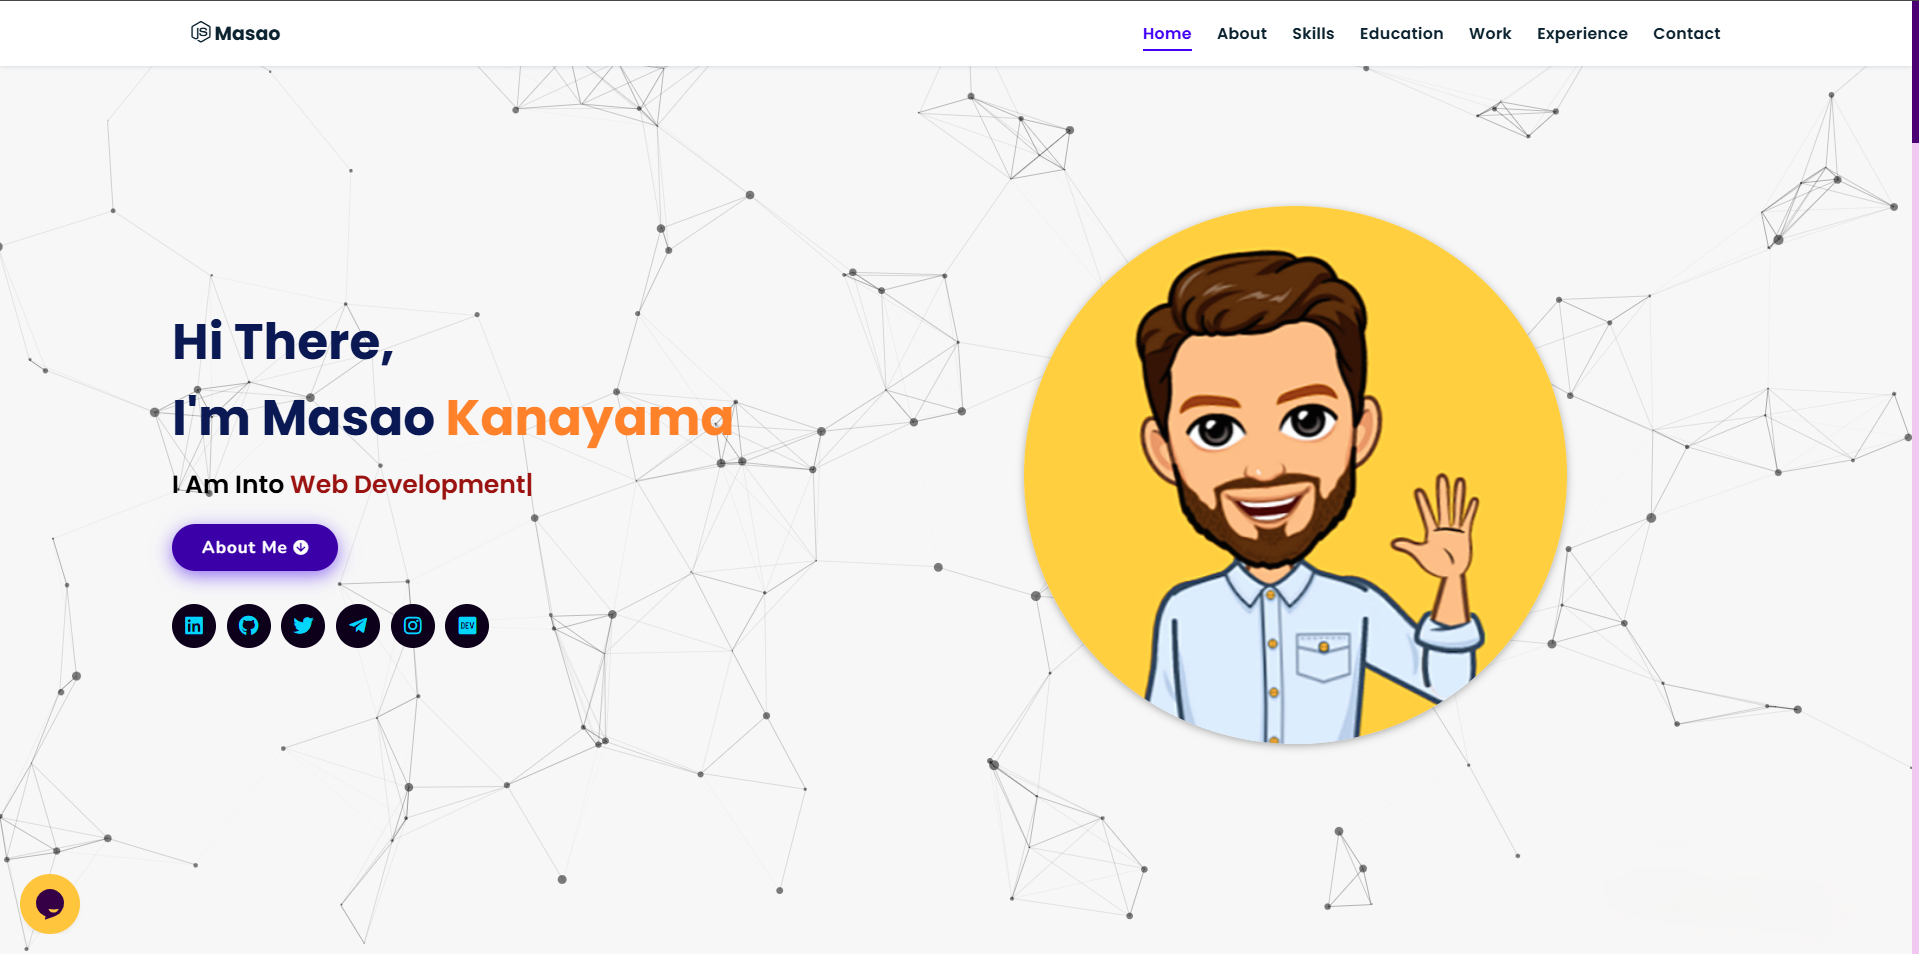 Masao
Home About Skills Education Work Experience Contact
Hi There,
I'm Masao Kanayama
I Am Into Web Development|
About Me
in
DEV